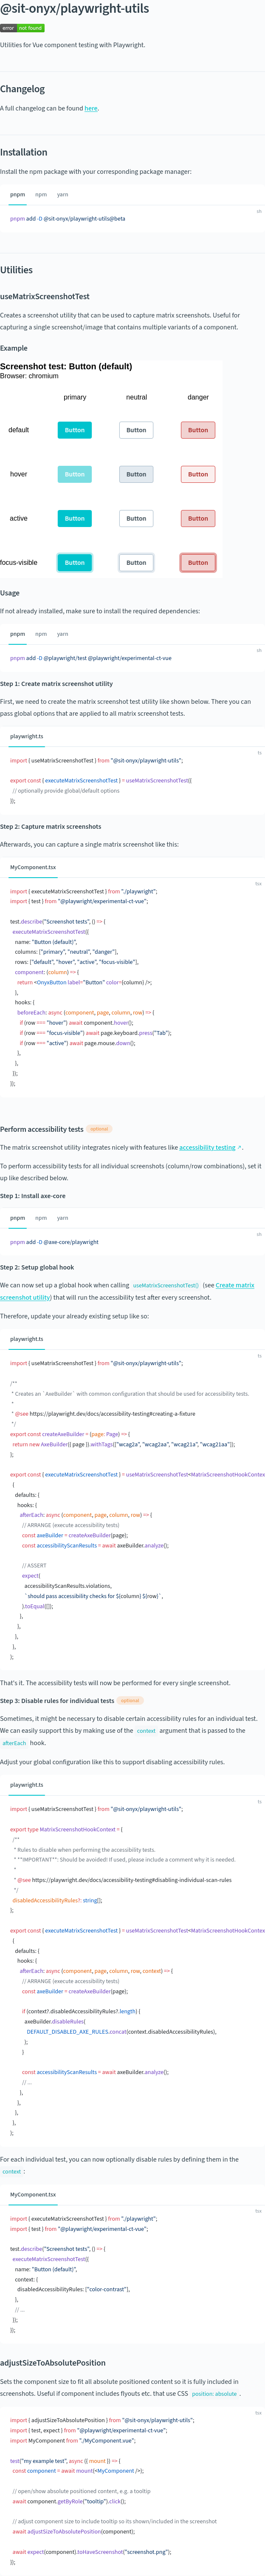 @sit-onyx/playwright-utils
error not found
Utilities for Vue component testing with Playwright.
Changelog
A full changelog can be found here.
Installation
Install the npm package with your corresponding package manager:
pnpm npm yarn
sh
pnpm add -D @sit-onyx/playwright-utils@beta
Utilities
useMatrixScreenshotTest
Creates a screenshot utility that can be used to capture matrix screenshots. Useful for
capturing a single screenshot/image that contains multiple variants of a component.
Example
Screenshot test: Button (default)
Browser: chromium
primary neutral danger
default Button Button Button
hover Button Button Button
active Button Button Button
focus-visible Button Button Button
Usage
If not already installed, make sure to install the required dependencies:
pnpm npm yarn
sh
pnpm add -D @playwright/test @playwright/experimental-ct-vue
Step 1: Create matrix screenshot utility
First, we need to create the matrix screenshot test utility like shown below. There you can
pass global options that are applied to all matrix screenshot tests.
playwright.ts
ts
import { useMatrixScreenshotTest } from "@sit-onyx/playwright-utils";
export const { executeMatrixScreenshotTest } = useMatrixScreenshotTest({
// optionally provide global/default options
});
Step 2: Capture matrix screenshots
Afterwards, you can capture a single matrix screenshot like this:
MyComponent.tsx
tsx
import { executeMatrixScreenshotTest } from "./playwright";
import { test } from "@playwright/experimental-ct-vue";
test.describe("Screenshot tests", () => {
executeMatrixScreenshotTest({
name: "Button (default)",
columns: ["primary", "neutral", "danger"],
rows: ["default", "hover", "active", "focus-visible"],
component: (column) => {
return <OnyxButton label="Button" color={column} />;
},
hooks: {
beforeEach: async (component, page, column, row) => {
if (row === "hover") await component.hover();
if (row === "focus-visible") await page.keyboard.press("Tab");
if (row === "active") await page.mouse.down();
},
},
});
});
Perform accessibility tests optional
The matrix screenshot utility integrates nicely with features like accessibility testing ↗.
To perform accessibility tests for all individual screenshots (column/row combinations), set it
up like described below.
Step 1: Install axe-core
pnpm npm yarn
sh
pnpm add -D @axe-core/playwright
Step 2: Setup global hook
We can now set up a global hook when calling useMatrixScreenshotTest() (see Create matrix
screenshot utility) that will run the accessibility test after every screenshot.
Therefore, update your already existing setup like so:
playwright.ts
ts
import { useMatrixScreenshotTest } from "@sit-onyx/playwright-utils";
/**
* Creates an `AxeBuilder` with common configuration that should be used for accessibility tests.
*
* @see https://playwright.dev/docs/accessibility-testing#creating-a-fixture
*/
export const createAxeBuilder = (page: Page) => {
return new AxeBuilder({ page }).withTags(["wcag2a", "wcag2aa", "wcag21a", "wcag21aa"]);
};
export const { executeMatrixScreenshotTest } = useMatrixScreenshotTest<MatrixScreenshotHookContex
{
defaults: {
hooks: {
afterEach: async (component, page, column, row) => {
// ARRANGE (execute accessibility tests)
const axeBuilder = createAxeBuilder(page);
const accessibilityScanResults = await axeBuilder.analyze();
// ASSERT
expect(
accessibilityScanResults.violations,
`should pass accessibility checks for ${column} ${row}`,
).toEqual([]);
},
},
},
};
That's it. The accessibility tests will now be performed for every single screenshot.
Step 3: Disable rules for individual tests optional
Sometimes, it might be necessary to disable certain accessibility rules for an individual test.
We can easily support this by making use of the context argument that is passed to the
afterEach hook.
Adjust your global configuration like this to support disabling accessibility rules.
playwright.ts
ts
import { useMatrixScreenshotTest } from "@sit-onyx/playwright-utils";
export type MatrixScreenshotHookContext = {
/**
* Rules to disable when performing the accessibility tests.
* **IMPORTANT**: Should be avoided! If used, please include a comment why it is needed.
*
* @see https://playwright.dev/docs/accessibility-testing#disabling-individual-scan-rules
*/
disabledAccessibilityRules?: string[];
};
export const { executeMatrixScreenshotTest } = useMatrixScreenshotTest<MatrixScreenshotHookContex
{
defaults: {
hooks: {
afterEach: async (component, page, column, row, context) => {
// ARRANGE (execute accessibility tests)
const axeBuilder = createAxeBuilder(page);
if (context?.disabledAccessibilityRules?.length) {
axeBuilder.disableRules(
DEFAULT_DISABLED_AXE_RULES.concat(context.disabledAccessibilityRules),
);
}
const accessibilityScanResults = await axeBuilder.analyze();
// ...
},
},
},
};
For each individual test, you can now optionally disable rules by defining them in the
context :
MyComponent.tsx
tsx
import { executeMatrixScreenshotTest } from "./playwright";
import { test } from "@playwright/experimental-ct-vue";
test.describe("Screenshot tests", () => {
executeMatrixScreenshotTest({
name: "Button (default)",
context: {
disabledAccessibilityRules: ["color-contrast"],
},
// ...
});
});
adjustSizeToAbsolutePosition
Sets the component size to fit all absolute positioned content so it is fully included in
screenshots. Useful if component includes flyouts etc. that use CSS position: absolute .
tsx
import { adjustSizeToAbsolutePosition } from "@sit-onyx/playwright-utils";
import { test, expect } from "@playwright/experimental-ct-vue";
import MyComponent from "./MyComponent.vue";
test("my example test", async ({ mount }) => {
const component = await mount(<MyComponent />);
// open/show absolute positioned content, e.g. a tooltip
await component.getByRole("tooltip").click();
// adjust component size to include tooltip so its shown/included in the screenshot
await adjustSizeToAbsolutePosition(component);
await expect(component).toHaveScreenshot("screenshot.png");
});